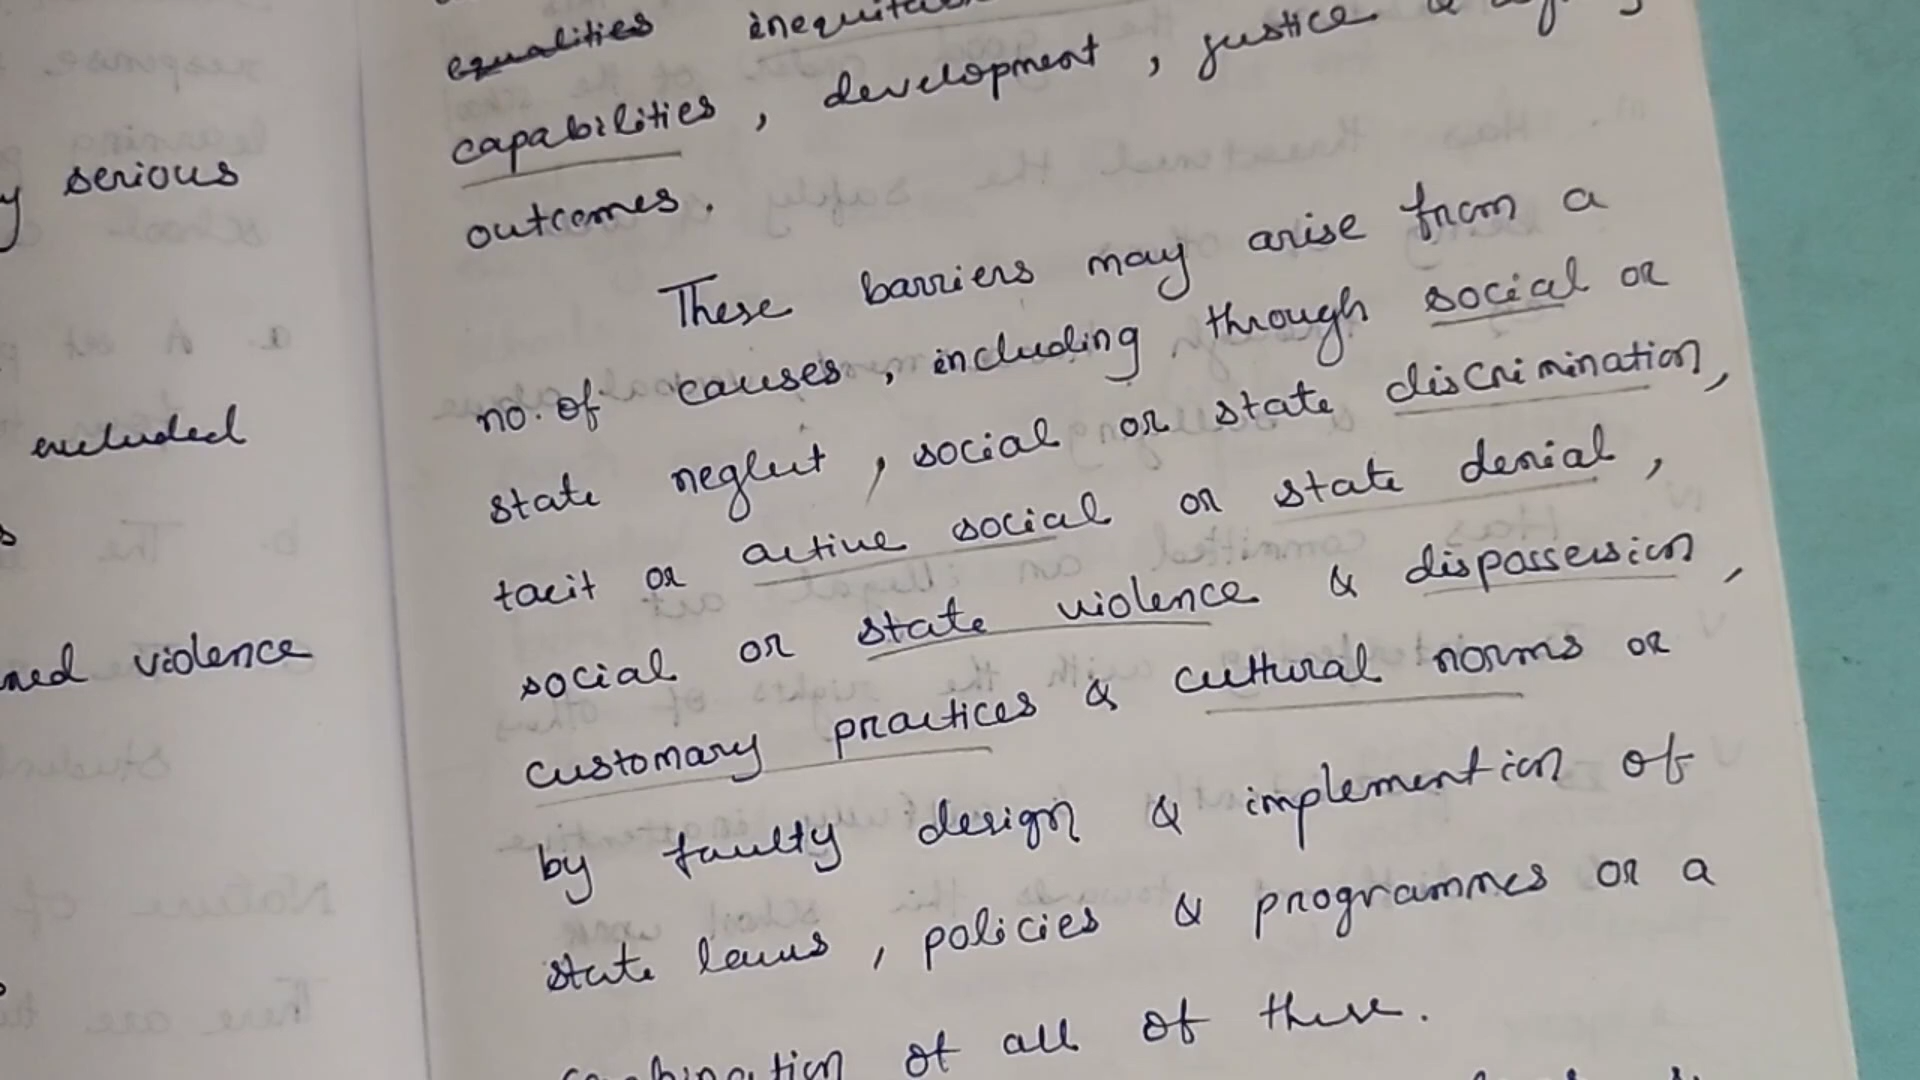 serious
excluded
violence
equalities
capabilities, development, justice &
outcomes.
These barriers may arise from a
no. of causes, including through social or
state neglect, social or state discrimination,
tacit or active social or state denial,
social or state violence & dispossession,
customary practices & cultural norms or
by faulty design & implemention of
state laws, policies & programmes or a
combination of all of these.